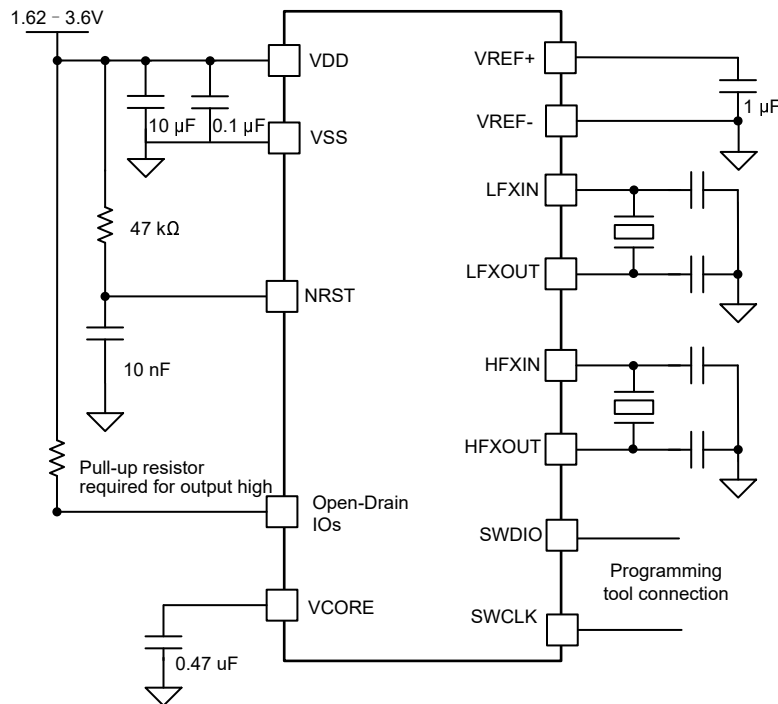 1.62 - 3.6V
VDD
10 µF
0.1 µF
VSS
47 kΩ
NRST
10 nF
Pull-up resistor
required for output high
Open-Drain
IOs
VCORE
0.47 uF
VREF+
1 µF
VREF-
LFXIN
LFXOUT
HFXIN
HFXOUT
SWDIO
Programming
tool connection
SWCLK